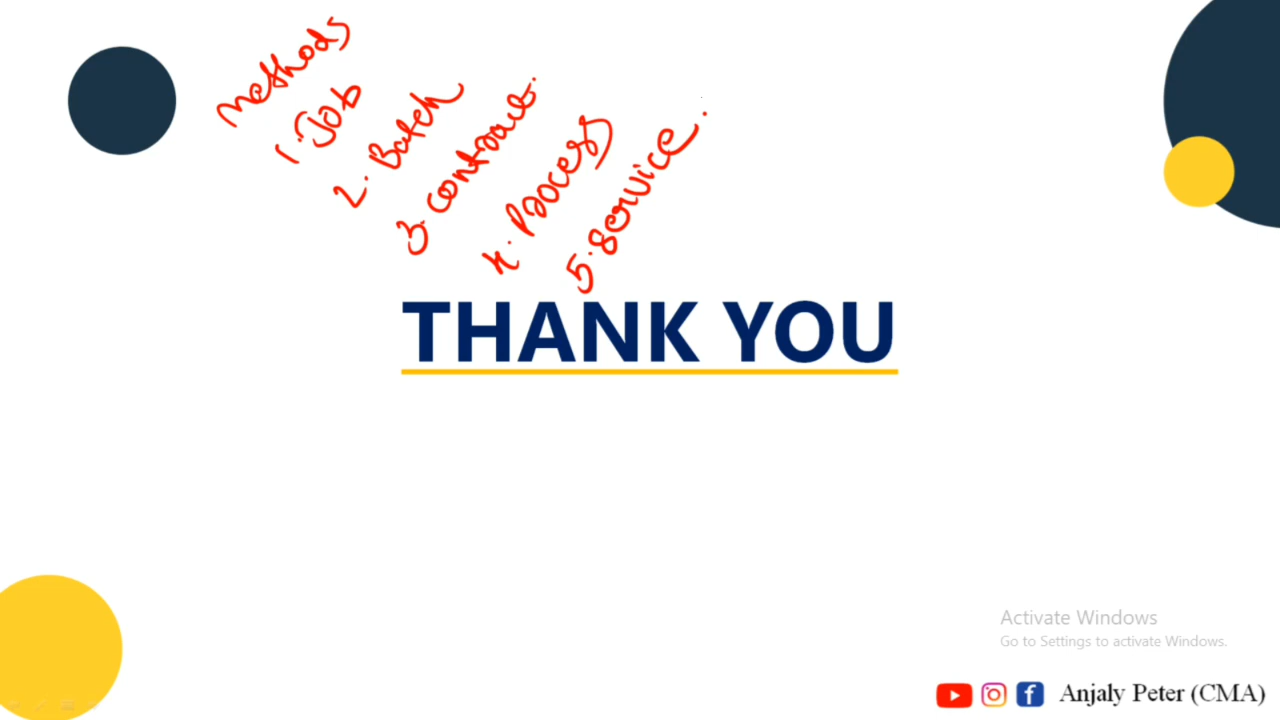 Methods
1. Job
2. Batch
3. contract.
4. Process
5. Service.
THANK YOU
Activate Windows
Go to Settings to activate Windows.
Anjaly Peter (CMA)